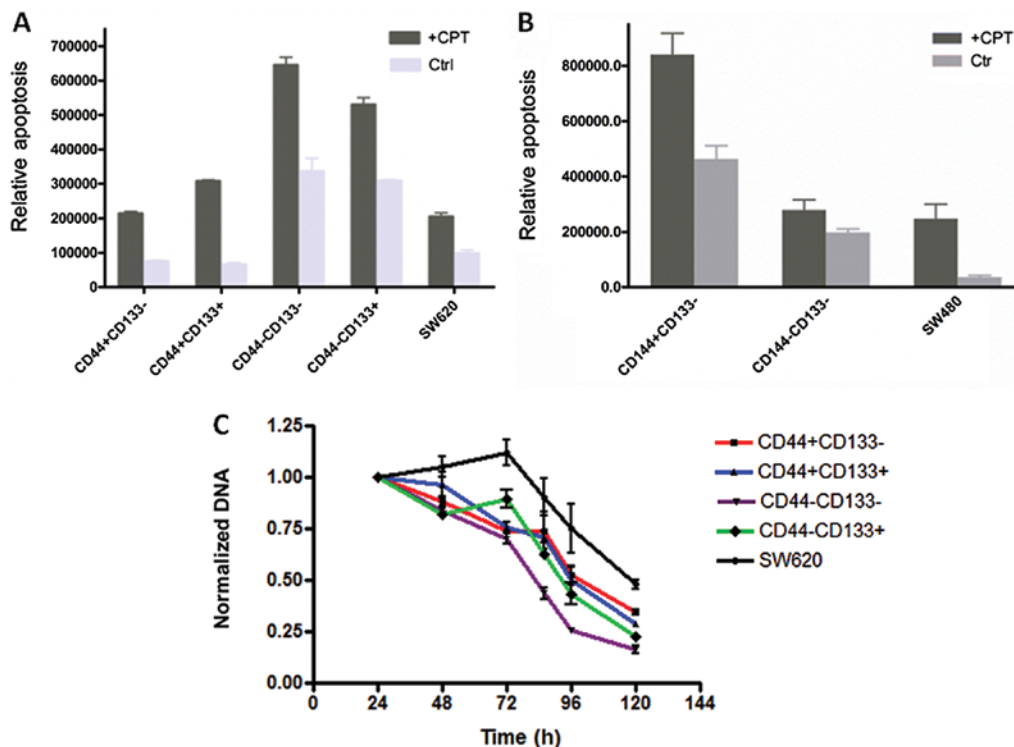 A
Relative apoptosis
700000
600000
500000
400000
300000
200000
100000
0
CD44+CD133-
CD44+CD133+
CD44-CD133-
CD44-CD133+
SW620
+CPT
Ctrl
B
Relative apoptosis
800000.0
600000.0
400000.0
200000.0
0.0
CD144+CD133-
CD144-CD133-
SW480
+CPT
Ctr
C
Normalized DNA
1.25
1.00
0.75
0.50
0.25
0.00
0
24
48
72
96
120
144
Time (h)
CD44+CD133-
CD44+CD133+
CD44-CD133-
CD44-CD133+
SW620